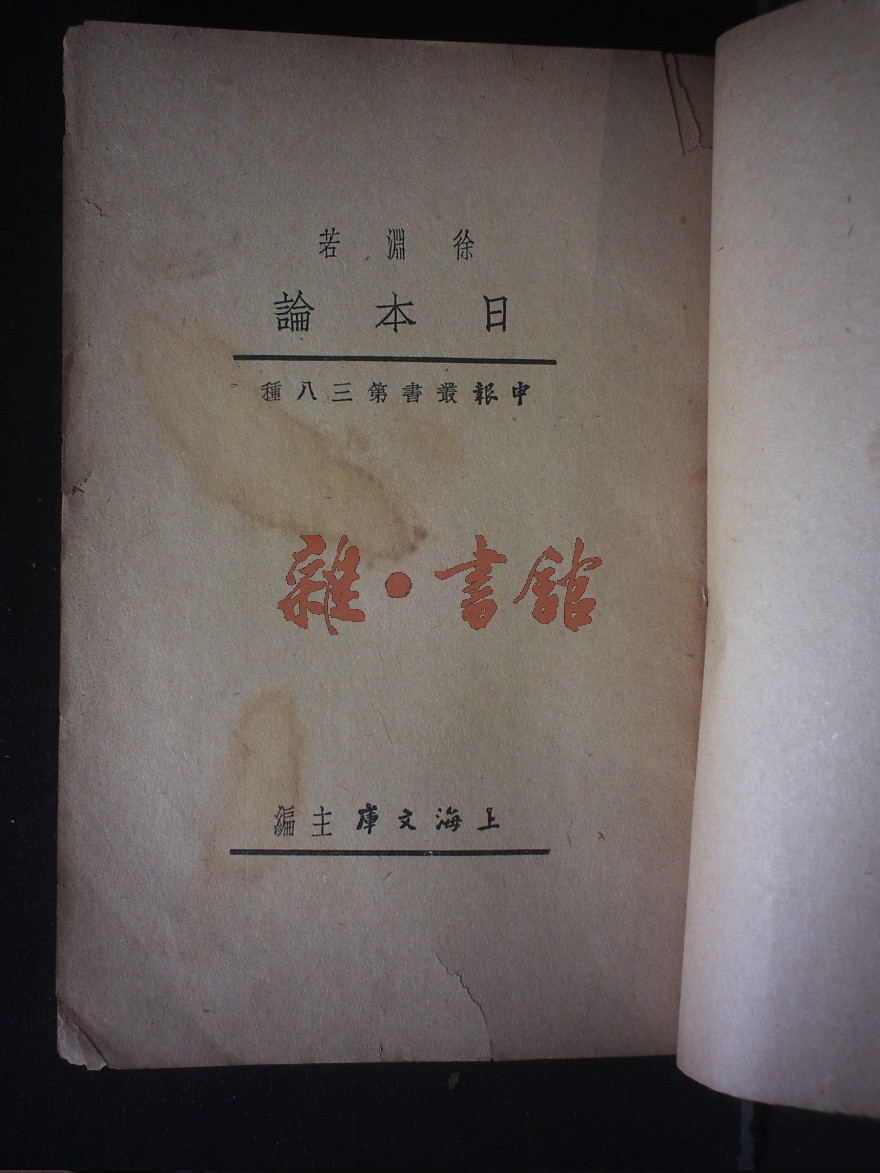 徐淵若
日本論
申報叢書第三八種
雜·書館
上海文庫主編